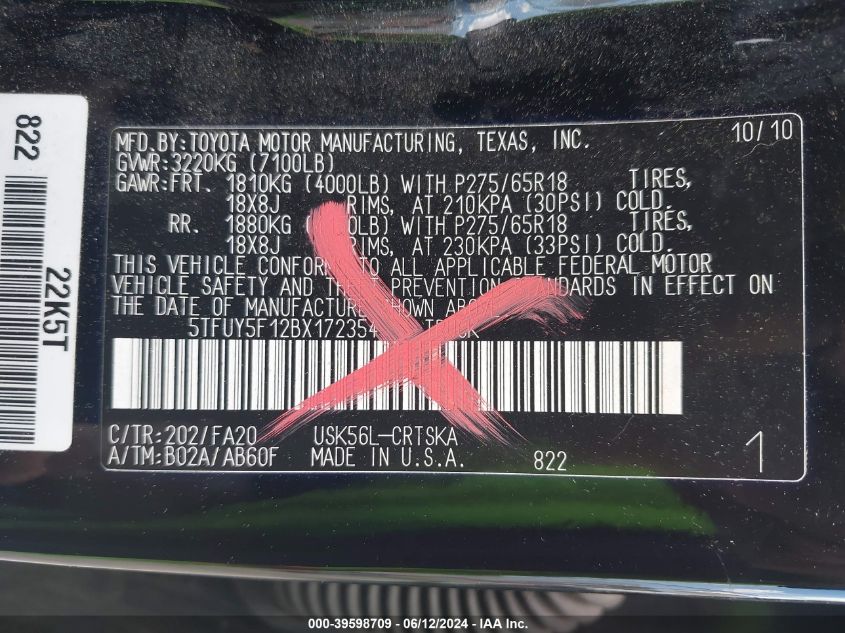 822
22K5T
MFD. BY: TOYOTA MOTOR MANUFACTURING, TEXAS, INC. 10/10
GVWR: 3220KG (7100LB)
GAWR: FRT. 1810KG (4000LB) WITH P275/65R18 TIRES,
18X8J RIMS, AT 210KPA (30PSI) COLD.
RR. 1880KG WITH P275/65R18 TIRES,
18X8J RIMS, AT 230KPA (33PSI) COLD.
THIS VEHICLE CONFORMS TO ALL APPLICABLE FEDERAL MOTOR
VEHICLE SAFETY AND THEFT PREVENTION STANDARDS IN EFFECT ON
THE DATE OF MANUFACTURE SHOWN ABOVE.
C/TR: 202/FA20 USK56L-CRTSKA
A/TM: B02A/AB60F MADE IN U.S.A. 822 1
000-39598709 - 06/12/2024 - IAA Inc.